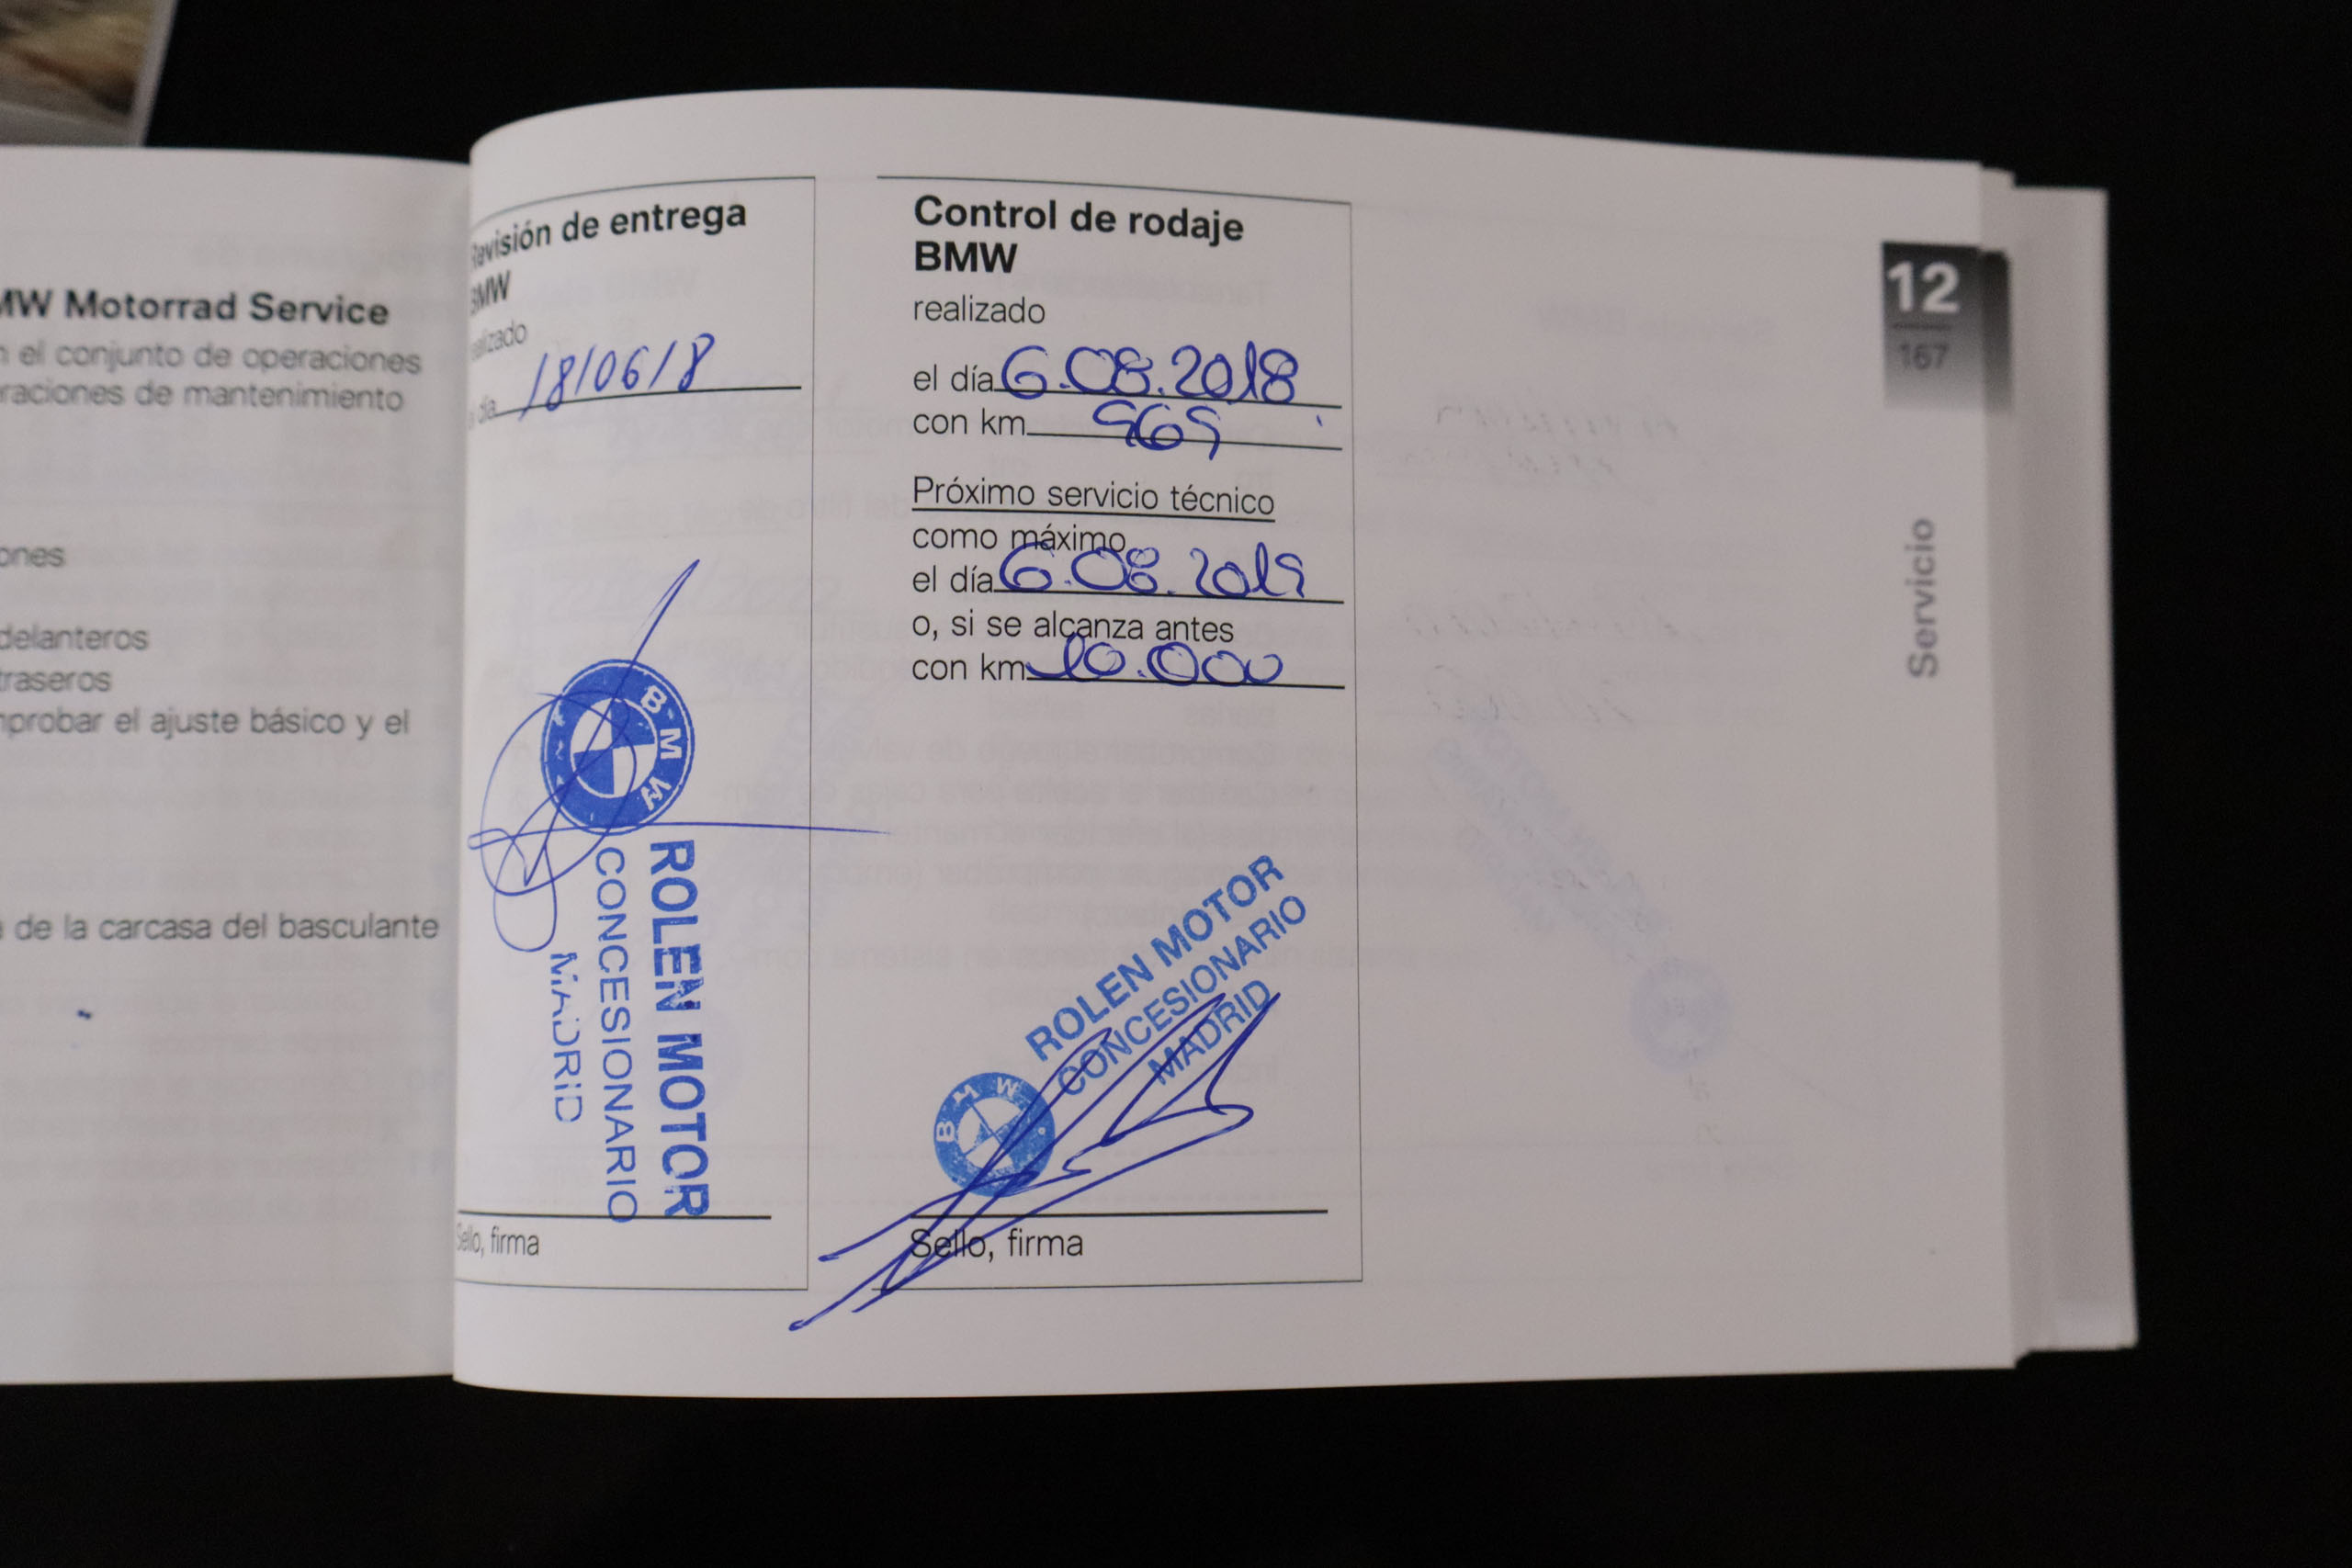 MW Motorrad Service
el conjunto de operaciones
raciones de mantenimiento
ones
delanteros
traseros
probar el ajuste básico y el
de la carcasa del basculante
Revisión de entrega
BMW
realizado
día 18/06/18
BMW
ROLEN MOTOR
CONCESIONARIO
MADRID
Sello, firma
Control de rodaje
BMW
realizado
el día 6.08.2018
con km 969
Próximo servicio técnico
como máximo
el día 6.08.2019
o, si se alcanza antes
con km 10.000
ROLEN MOTOR
CONCESIONARIO
MADRID
BMW
Sello, firma
12
167
Servicio